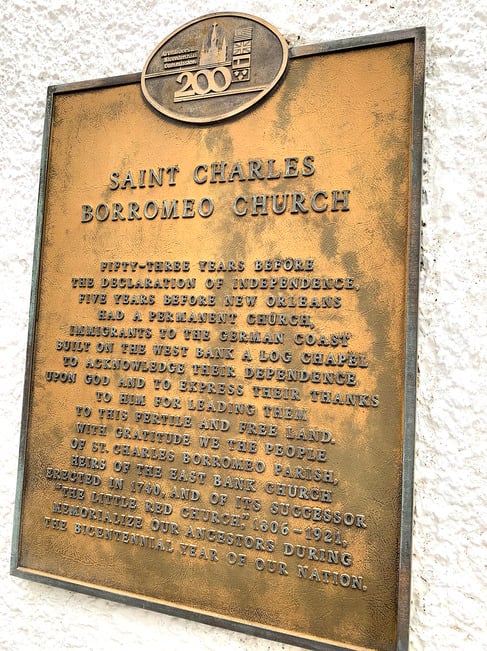 Archdiocesan
Bicentennial
Commission
200
SAINT CHARLES
BORROMEO CHURCH
FIFTY-THREE YEARS BEFORE
THE DECLARATION OF INDEPENDENCE,
FIVE YEARS BEFORE NEW ORLEANS
HAD A PERMANENT CHURCH,
IMMIGRANTS TO THE GERMAN COAST
BUILT ON THE WEST BANK A LOG CHAPEL
TO ACKNOWLEDGE THEIR DEPENDENCE
UPON GOD AND TO EXPRESS THEIR THANKS
TO HIM FOR LEADING THEM
TO THIS FERTILE AND FREE LAND.
WITH GRATITUDE WE THE PEOPLE
OF ST. CHARLES BORROMEO PARISH,
HEIRS OF THE EAST BANK CHURCH
ERECTED IN 1740, AND OF ITS SUCCESSOR
"THE LITTLE RED CHURCH," 1806-1921,
MEMORIALIZE OUR ANCESTORS DURING
THE BICENTENNIAL YEAR OF OUR NATION.